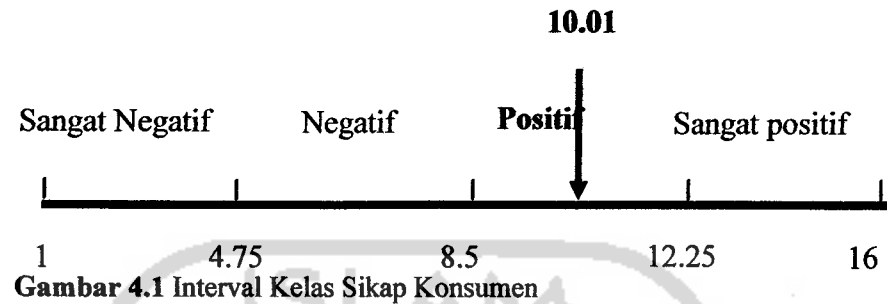 10.01
Sangat Negatif Negatif Positif Sangat positif
1 4.75 8.5 12.25 16
Gambar 4.1 Interval Kelas Sikap Konsumen